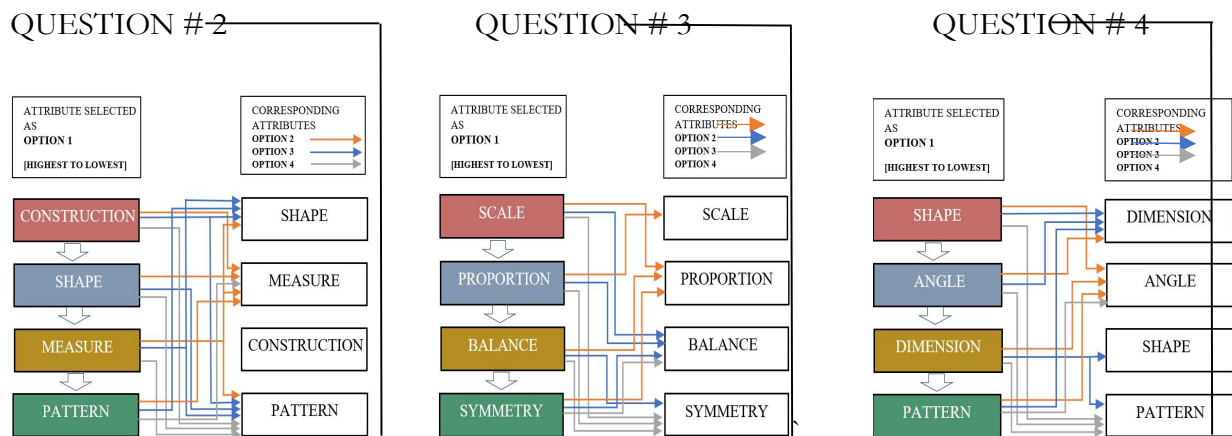 QUESTION # 2
ATTRIBUTE SELECTED
AS
OPTION 1
[HIGHEST TO LOWEST]
CORRESPONDING
ATTRIBUTES
OPTION 2
OPTION 3
OPTION 4
CONSTRUCTION
SHAPE
MEASURE
PATTERN
SHAPE
MEASURE
CONSTRUCTION
PATTERN
QUESTION # 3
ATTRIBUTE SELECTED
AS
OPTION 1
[HIGHEST TO LOWEST]
CORRESPONDING
ATTRIBUTES
OPTION 2
OPTION 3
OPTION 4
SCALE
PROPORTION
BALANCE
SYMMETRY
SCALE
PROPORTION
BALANCE
SYMMETRY
`
QUESTION # 4
ATTRIBUTE SELECTED
AS
OPTION 1
[HIGHEST TO LOWEST]
CORRESPONDING
ATTRIBUTES
OPTION 2
OPTION 3
OPTION 4
SHAPE
ANGLE
DIMENSION
PATTERN
DIMENSION
ANGLE
SHAPE
PATTERN